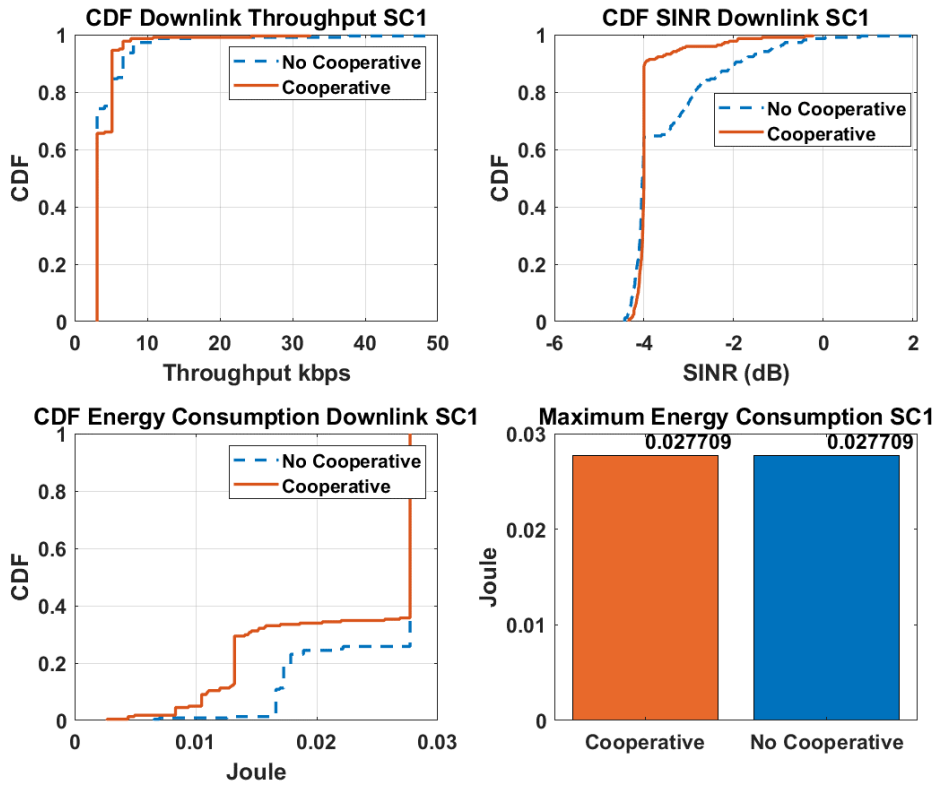 CDF Downlink Throughput SC1
1
0.8
0.6
0.4
0.2
0
CDF
No Cooperative
Cooperative
0 10 20 30 40 50
Throughput kbps
CDF SINR Downlink SC1
1
0.8
0.6
0.4
0.2
0
CDF
No Cooperative
Cooperative
-6 -4 -2 0 2
SINR (dB)
CDF Energy Consumption Downlink SC1
1
0.8
0.6
0.4
0.2
0
CDF
No Cooperative
Cooperative
0 0.01 0.02 0.03
Joule
Maximum Energy Consumption SC1
0.03
0.02
0.01
0
Joule
0.027709 0.027709
Cooperative No Cooperative